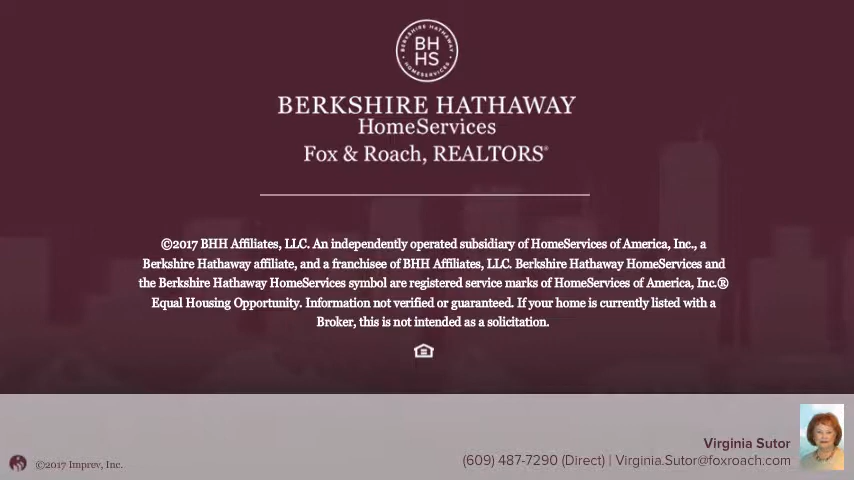 BERKSHIRE HATHAWAY
HOMESERVICES
BH
HS
BERKSHIRE HATHAWAY
HomeServices
Fox & Roach, REALTORS®
©2017 BHH Affiliates, LLC. An independently operated subsidiary of HomeServices of America, Inc., a
Berkshire Hathaway affiliate, and a franchisee of BHH Affiliates, LLC. Berkshire Hathaway HomeServices and
the Berkshire Hathaway HomeServices symbol are registered service marks of HomeServices of America, Inc.®
Equal Housing Opportunity. Information not verified or guaranteed. If your home is currently listed with a
Broker, this is not intended as a solicitation.
Virginia Sutor
(609) 487-7290 (Direct) | Virginia.Sutor@foxroach.com
©2017 Imprev, Inc.